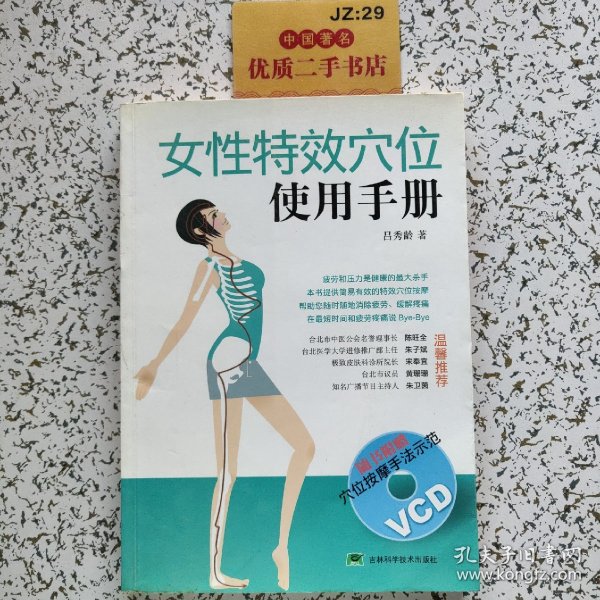 JZ:29
中国著名
优质二手书店
女性特效穴位
使用手册
吕秀龄 著
疲劳和压力是健康的最大杀手
本书提供简易有效的特效穴位按摩
帮助您随时随地消除疲劳、缓解疼痛
在最短时间和疲劳疼痛说Bye-Bye
台北市中医公会名誉理事长 陈旺全
台北医学大学进修推广部主任 朱子斌
极致皮肤科诊所院长 宋奉宜
台北市议员 黄珊珊
知名广播节目主持人 朱卫茵
温馨推荐
随书附赠
穴位按摩手法示范
VCD
吉林科学技术出版社
孔夫子旧书网
www.kongfz.com